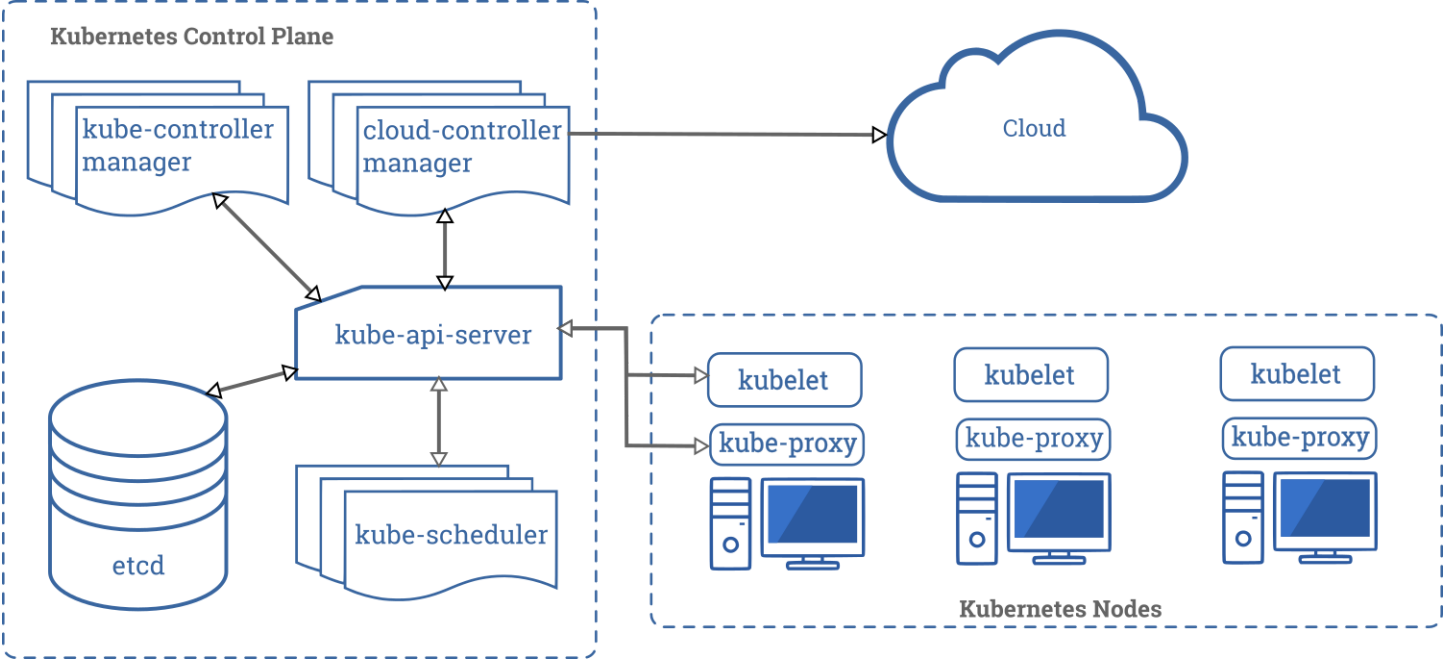 Kubernetes Control Plane
kube-controller
manager
cloud-controller
manager
Cloud
kube-api-server
etcd
kube-scheduler
kubelet
kube-proxy
kubelet
kube-proxy
kubelet
kube-proxy
Kubernetes Nodes